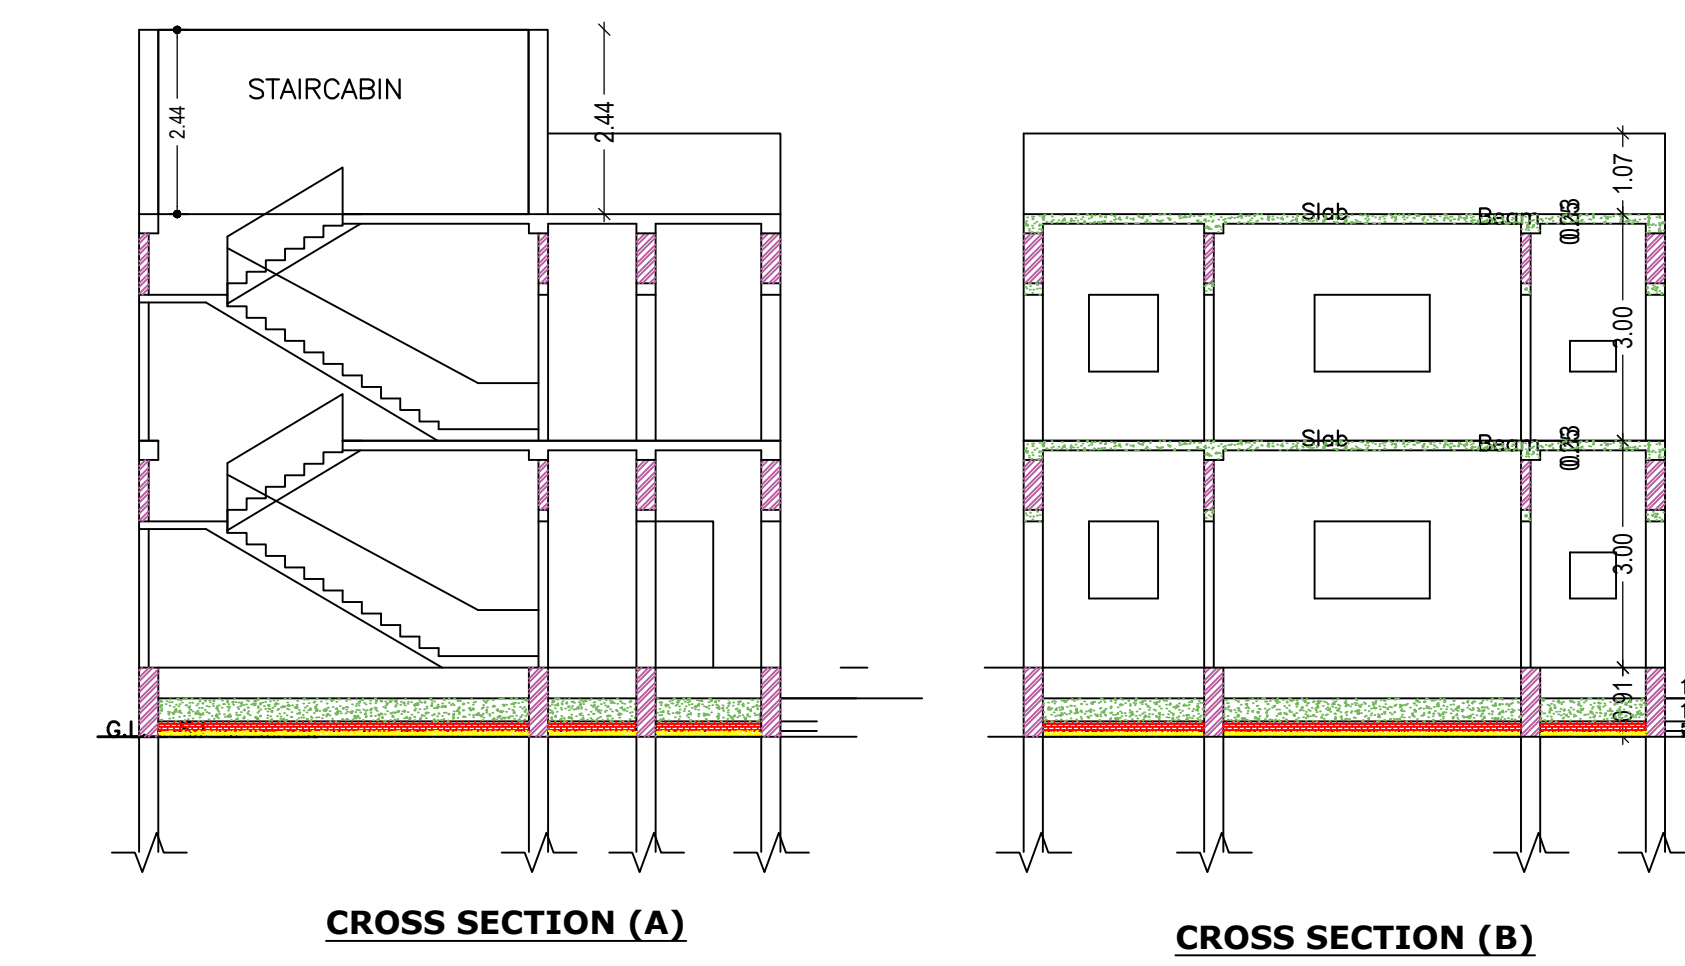 STAIRCABIN
2.44
2.44
G.L
CROSS SECTION (A)
1.07
Slab
Beam
3.00
Slab
Beam
3.00
0.91
CROSS SECTION (B)